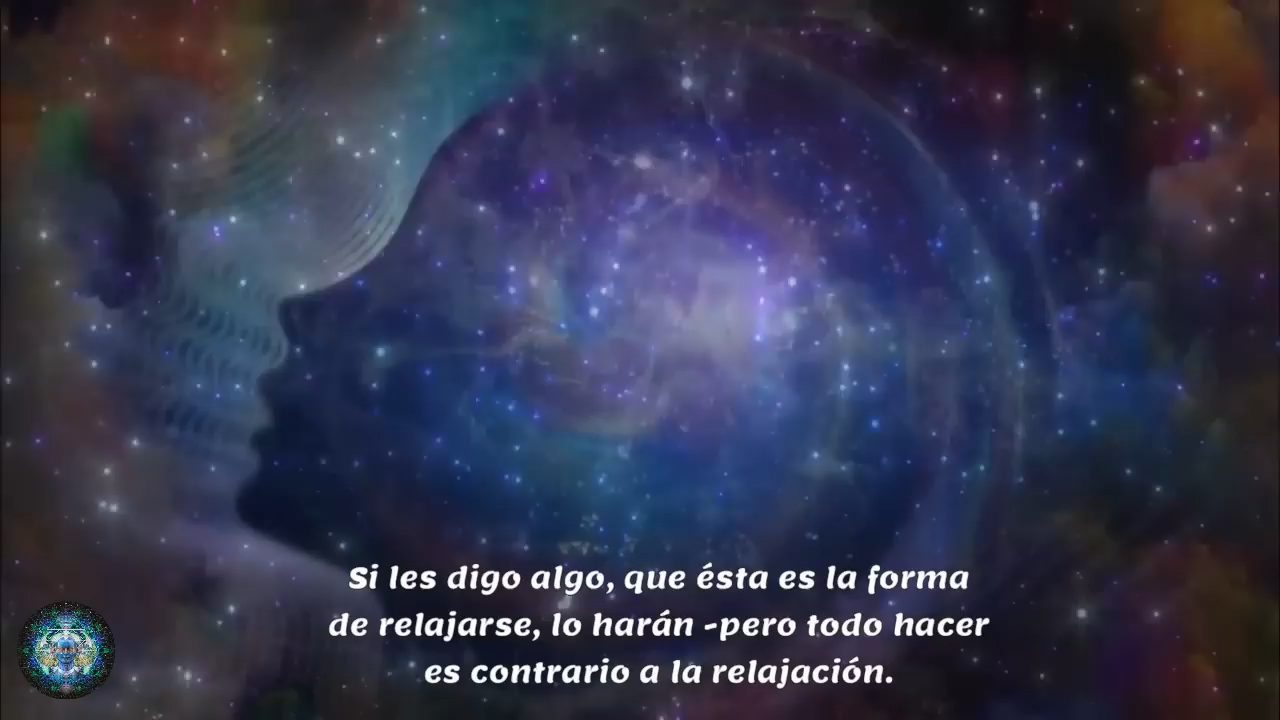 Si les digo algo, que ésta es la forma
de relajarse, lo harán -pero todo hacer
es contrario a la relajación.